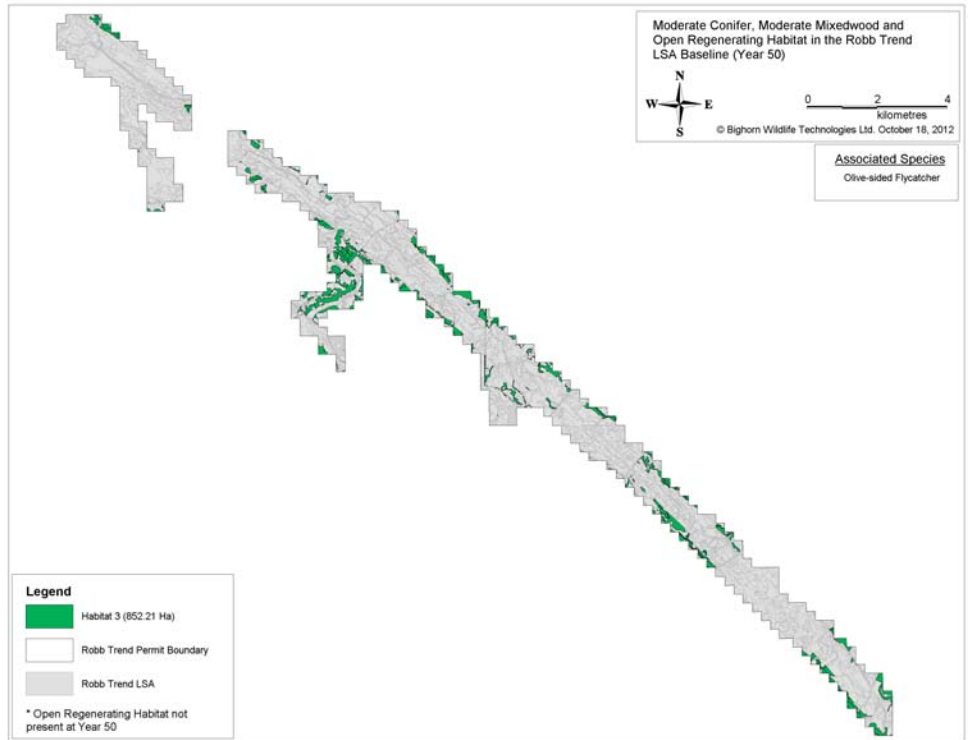 Moderate Conifer, Moderate Mixedwood and
Open Regenerating Habitat in the Robb Trend
LSA Baseline (Year 50)
N
W E
S
0 2 4
kilometres
© Bighorn Wildlife Technologies Ltd. October 18, 2012
Associated Species
Olive-sided Flycatcher
Legend
Habitat 3 (852.21 Ha)
Robb Trend Permit Boundary
Robb Trend LSA
* Open Regenerating Habitat not
present at Year 50